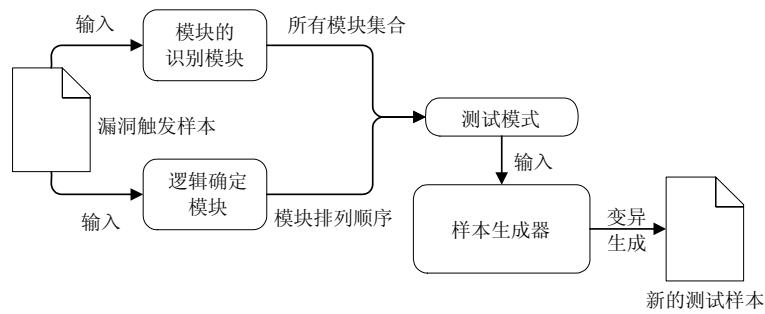 输入
模块的
识别模块
所有模块集合
漏洞触发样本
输入
逻辑确定
模块
模块排列顺序
测试模式
输入
样本生成器
变异
生成
新的测试样本